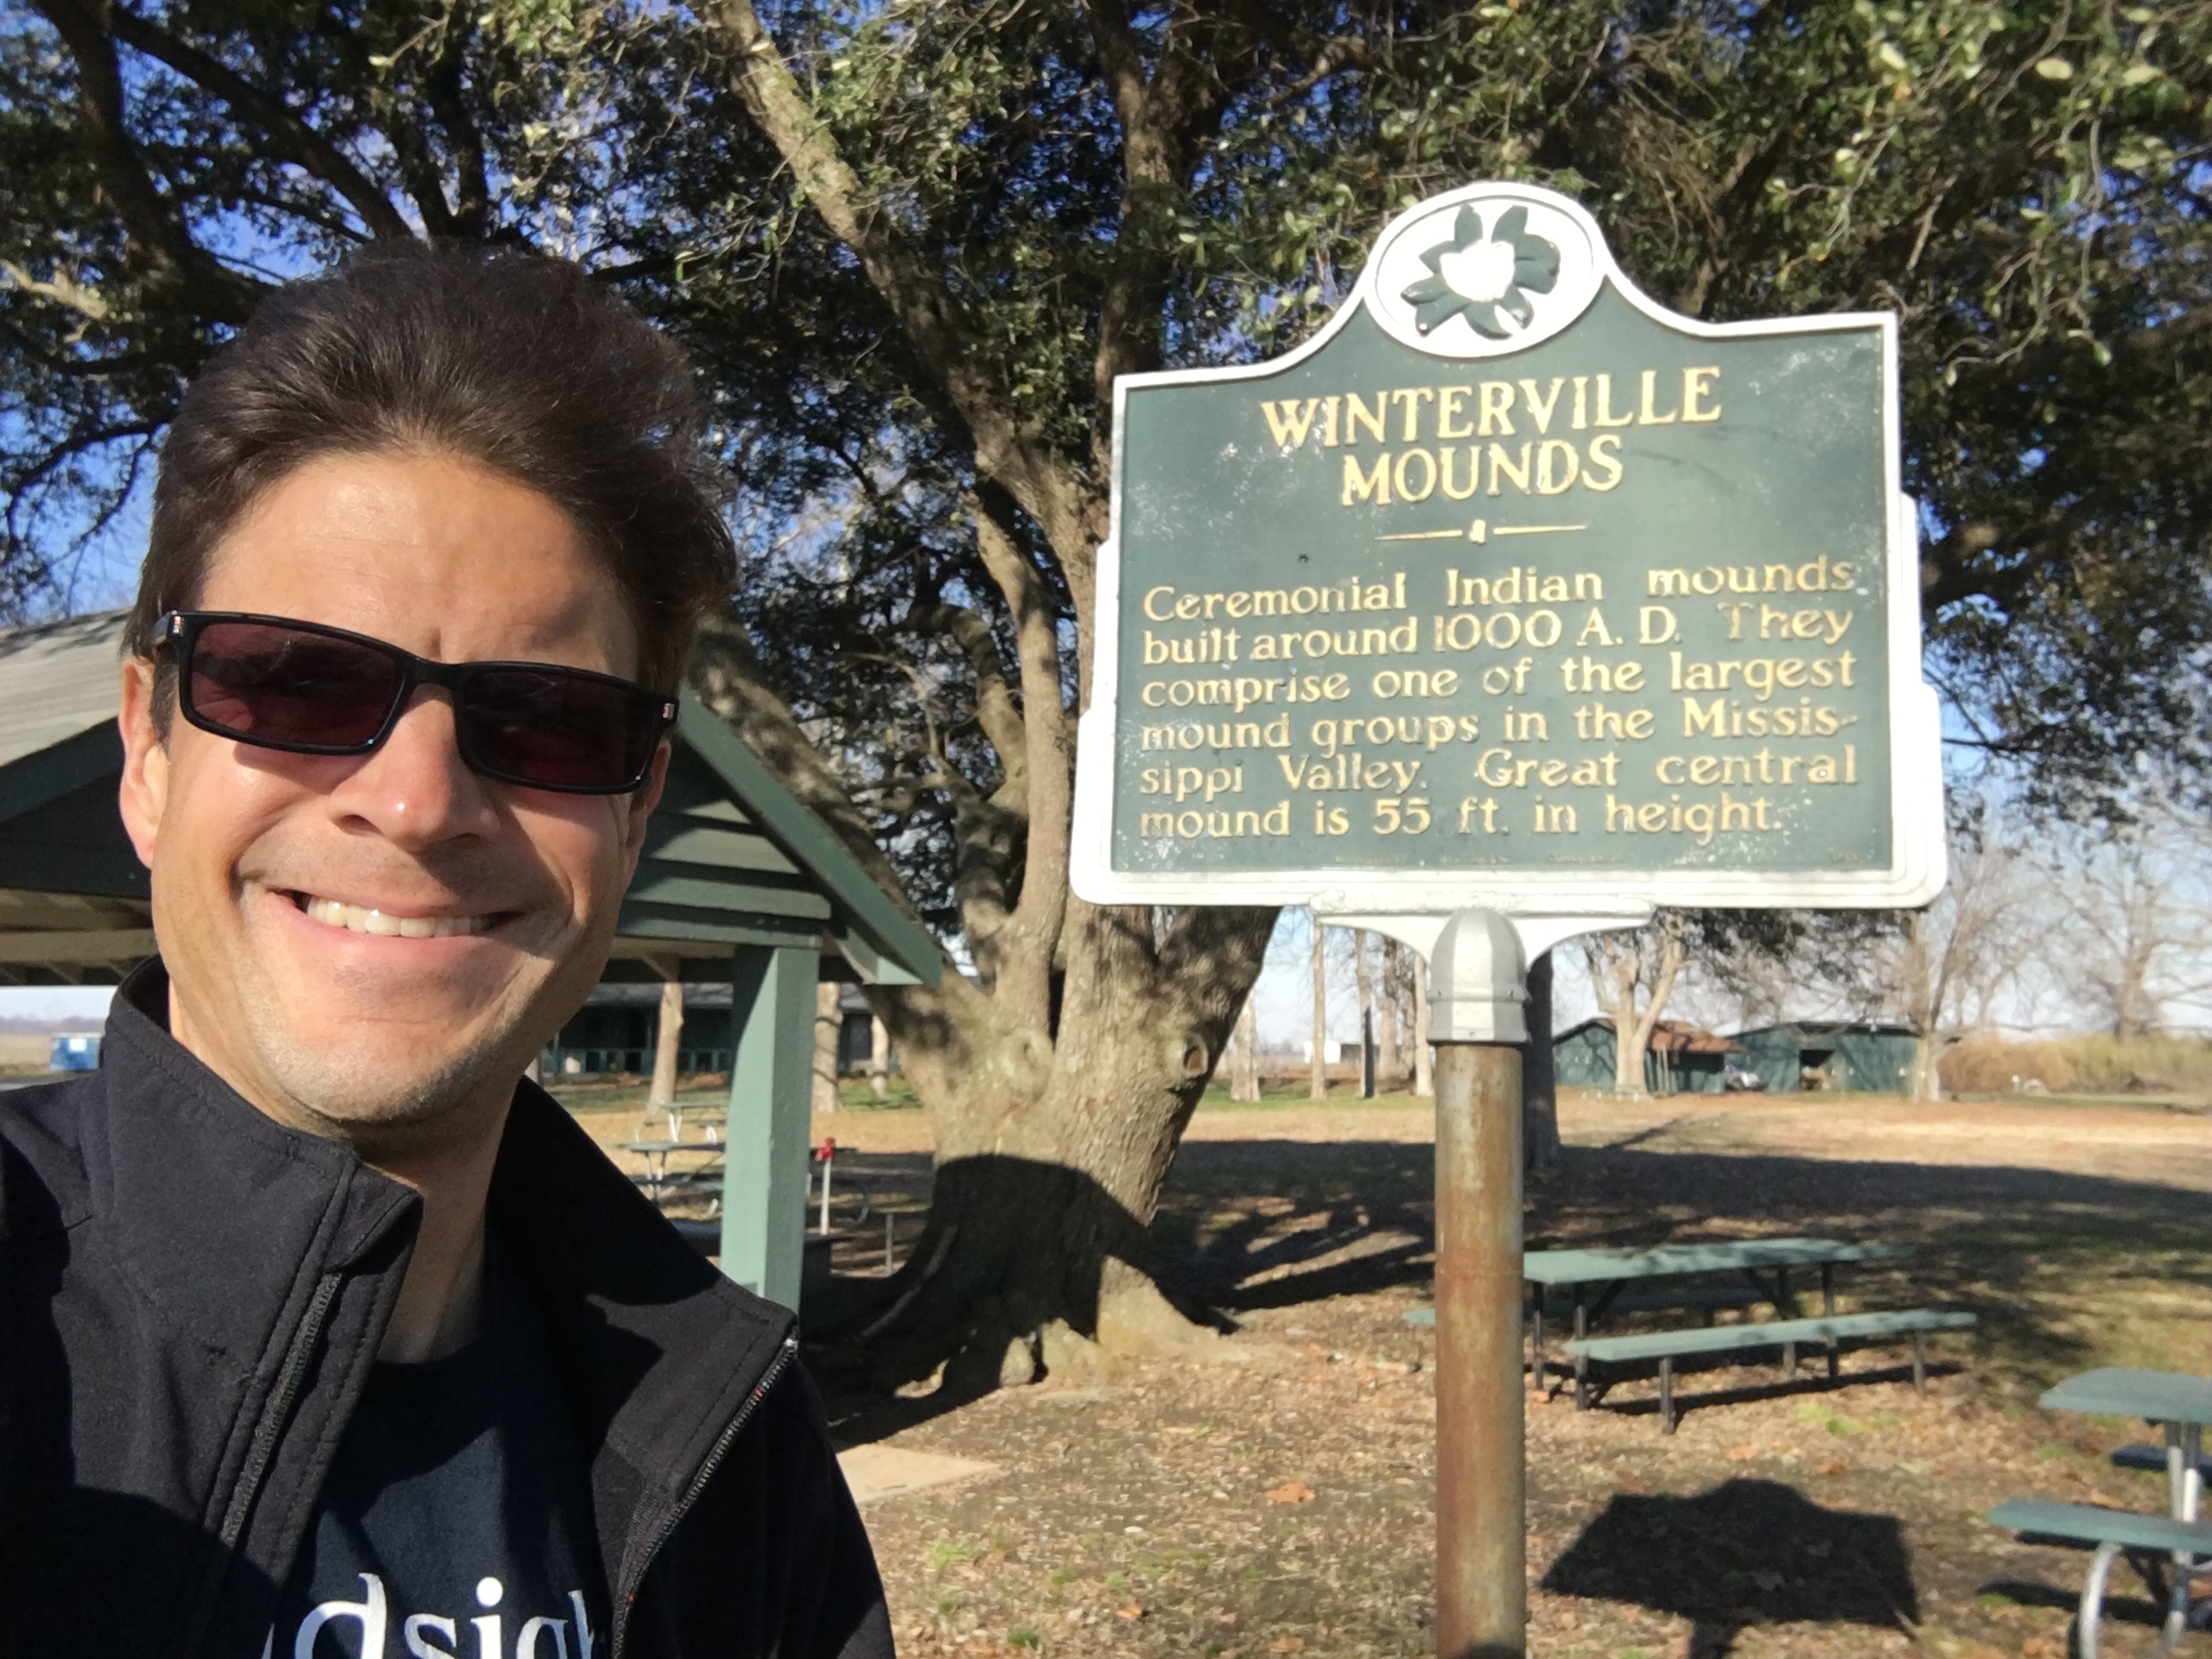 WINTERVILLE
MOUNDS
Ceremonial Indian mounds
built around 1000 A. D. They
comprise one of the largest
mound groups in the Missis-
sippi Valley. Great central
mound is 55 ft. in height.
dsigh